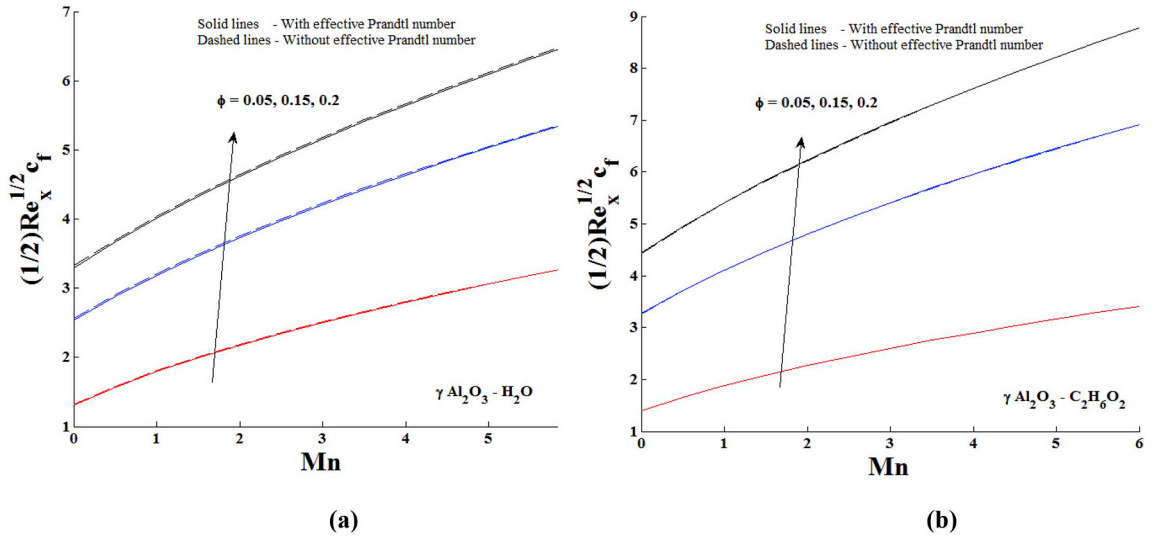 Solid lines - With effective Prandtl number
Dashed lines - Without effective Prandtl number
ϕ = 0.05, 0.15, 0.2
(1/2)Re_x^{1/2} c_f
7
6
5
4
3
2
1
0 1 2 3 4 5
Mn
γ Al₂O₃ - H₂O
(a)
Solid lines - With effective Prandtl number
Dashed lines - Without effective Prandtl number
ϕ = 0.05, 0.15, 0.2
(1/2)Re_x^{1/2} c_f
9
8
7
6
5
4
3
2
1
0 1 2 3 4 5 6
Mn
γ Al₂O₃ - C₂H₆O₂
(b)